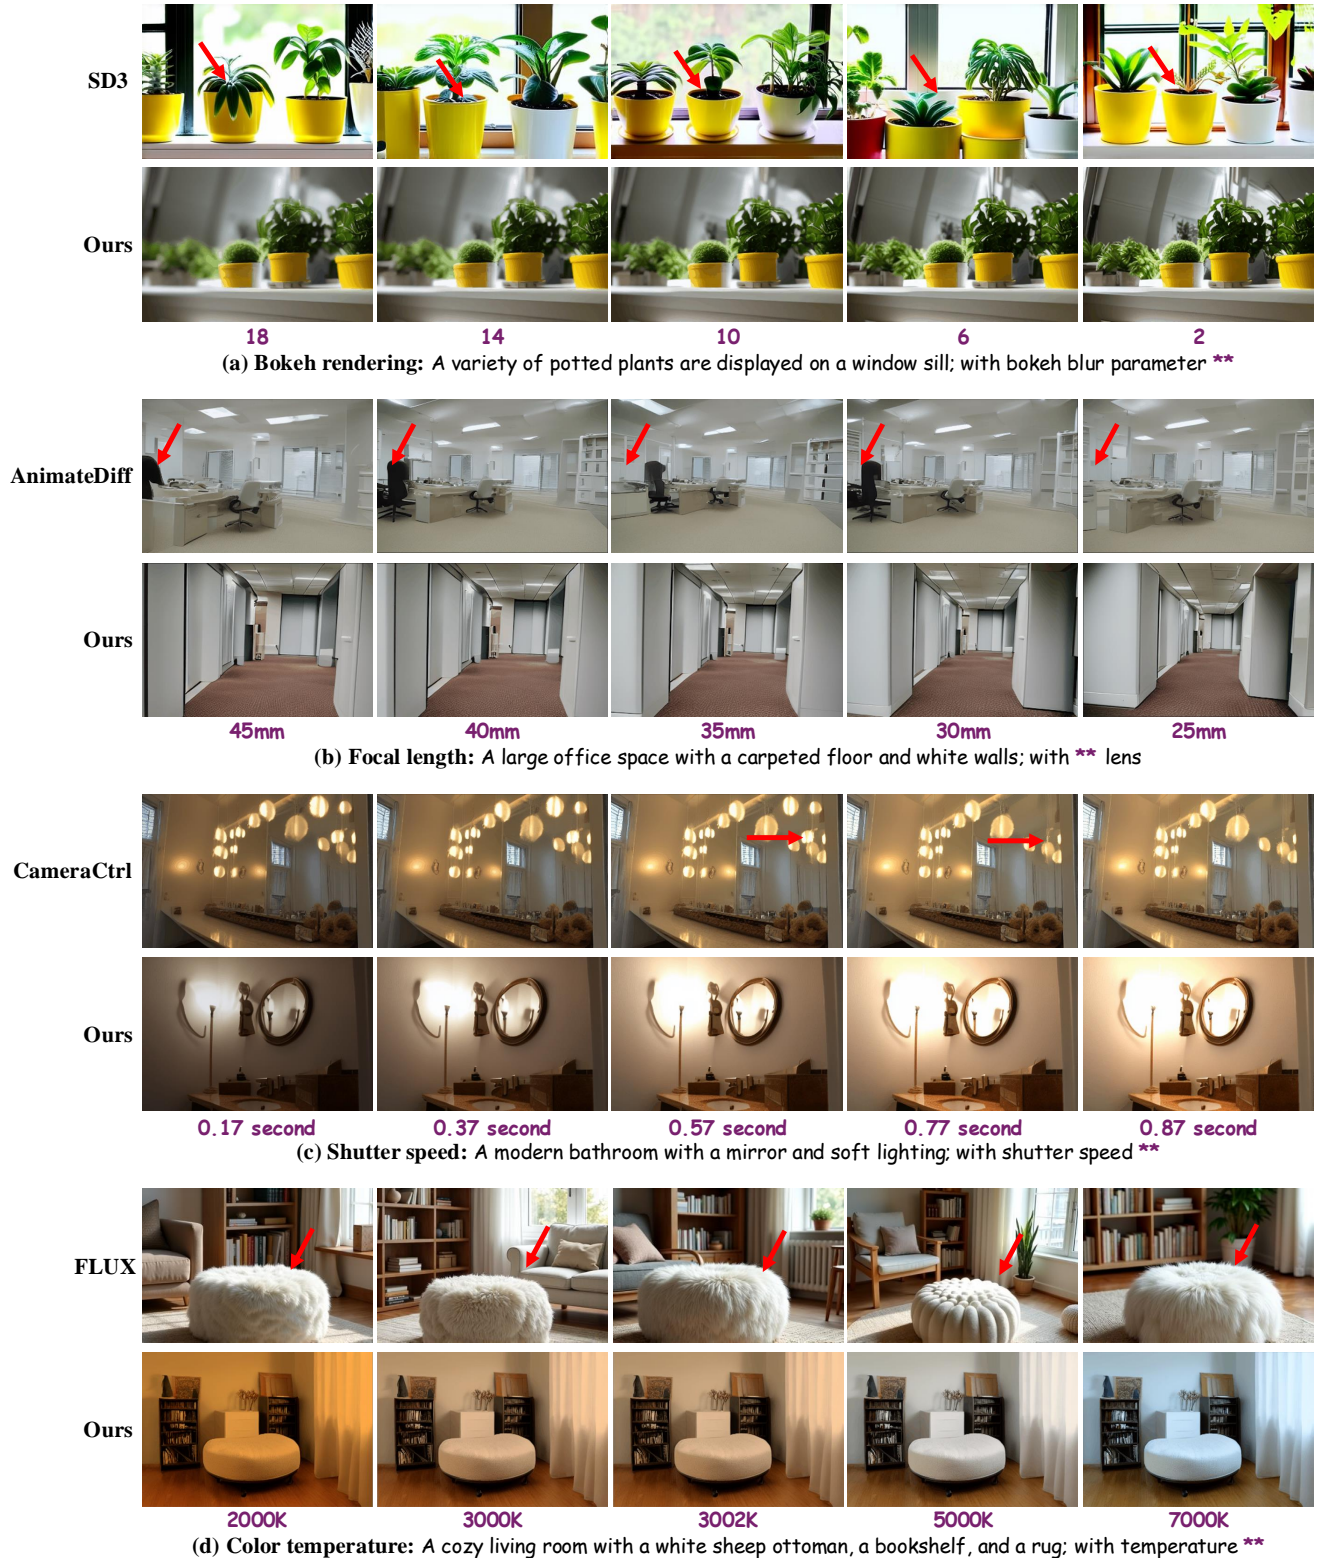 SD3
Ours
18 14 10 6 2
(a) Bokeh rendering: A variety of potted plants are displayed on a window sill; with bokeh blur parameter **
AnimateDiff
Ours
45mm 40mm 35mm 30mm 25mm
(b) Focal length: A large office space with a carpeted floor and white walls; with ** lens
CameraCtrl
Ours
0.17 second 0.37 second 0.57 second 0.77 second 0.87 second
(c) Shutter speed: A modern bathroom with a mirror and soft lighting; with shutter speed **
FLUX
Ours
2000K 3000K 3002K 5000K 7000K
(d) Color temperature: A cozy living room with a white sheep ottoman, a bookshelf, and a rug; with temperature **